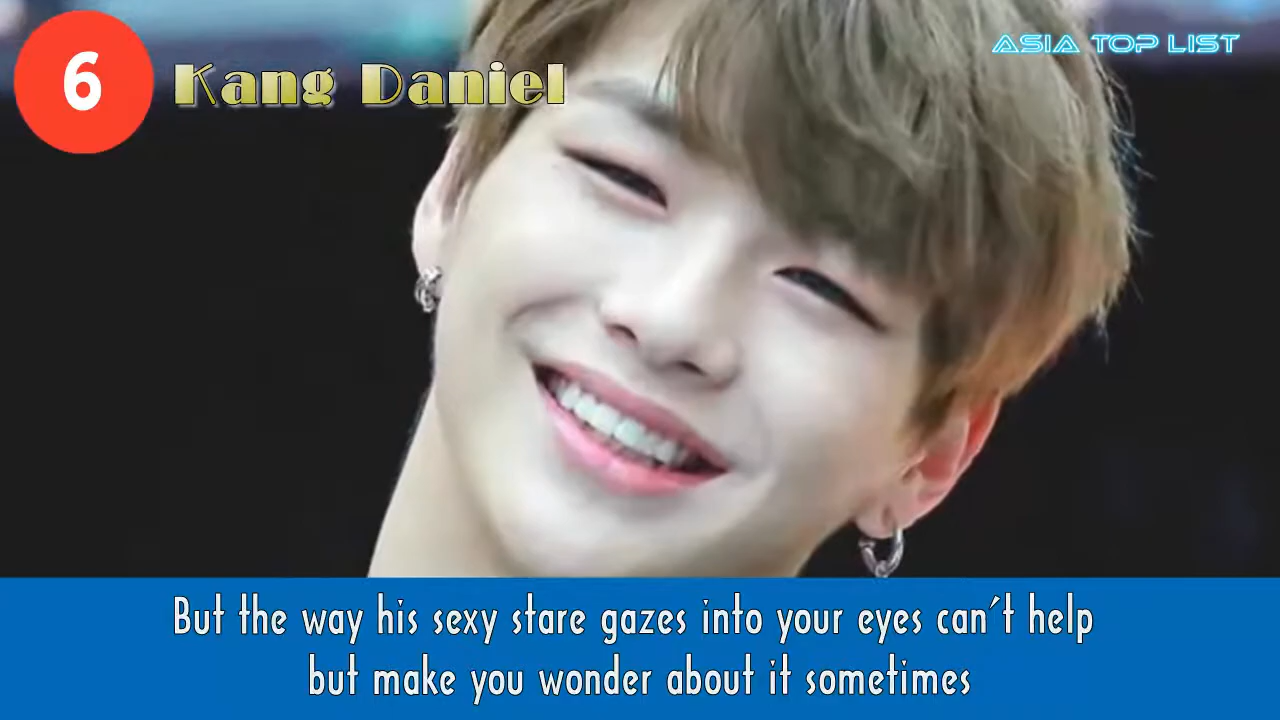 6
Kang Daniel
ASIA TOP LIST
But the way his sexy stare gazes into your eyes can't help
but make you wonder about it sometimes